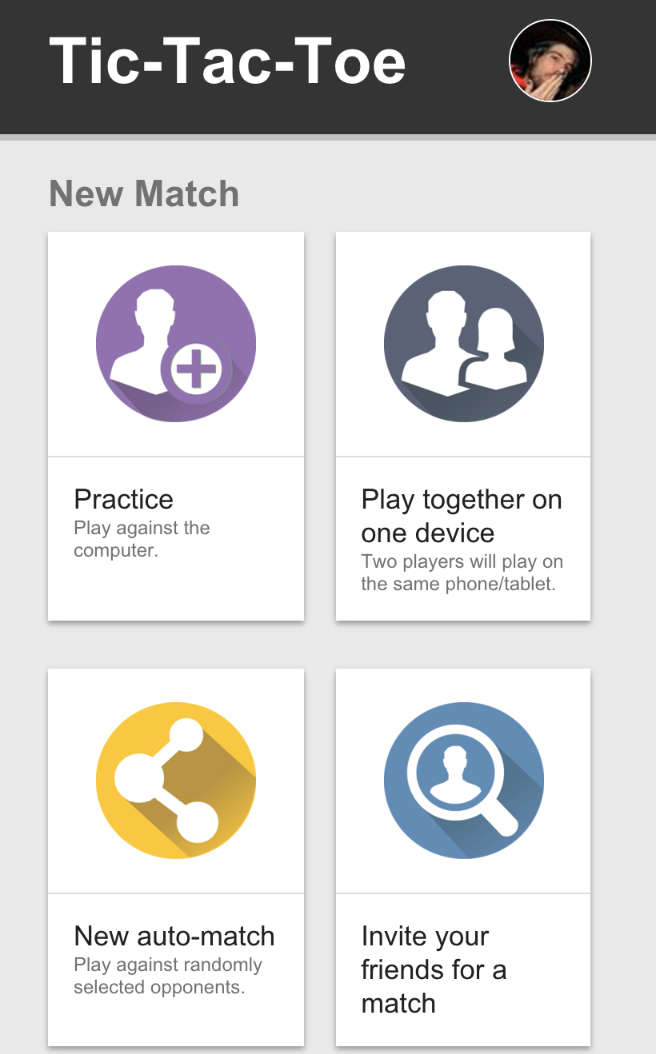 Tic-Tac-Toe
New Match
Practice
Play against the
computer.
Play together on
one device
Two players will play on
the same phone/tablet.
New auto-match
Play against randomly
selected opponents.
Invite your
friends for a
match